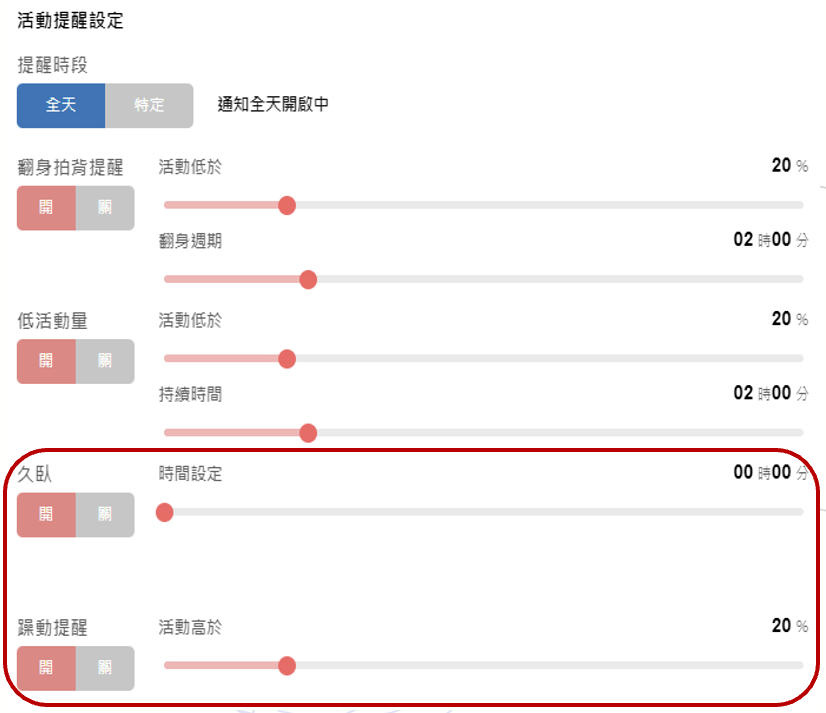 活動提醒設定
提醒時段
全天 特定 通知全天開啟中
翻身拍背提醒 活動低於 20 %
開 關
翻身週期 02 時00 分
低活動量 活動低於 20 %
開 關
持續時間 02 時00 分
久臥 時間設定 00 時00 分
開 關
躁動提醒 活動高於 20 %
開 關